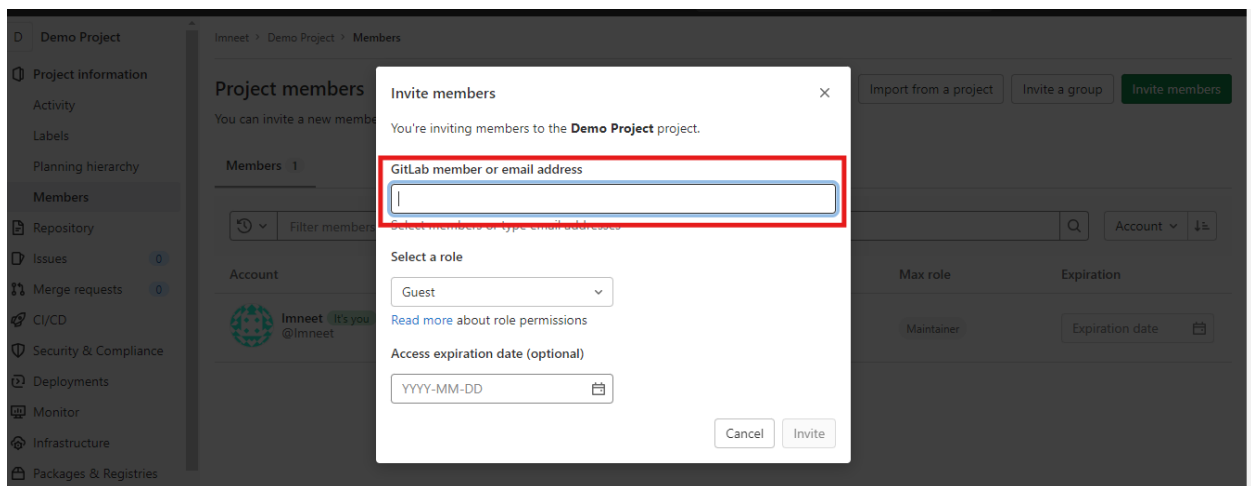 D Demo Project
Project information
Activity
Labels
Planning hierarchy
Members
Repository
Issues 0
Merge requests 0
CI/CD
Security & Compliance
Deployments
Monitor
Infrastructure
Packages & Registries
Imneet > Demo Project > Members
Project members
You can invite a new membe
Import from a project
Invite a group
Invite members
Members 1
Filter members
Account
Account
Max role
Expiration
Imneet It's you
@Imneet
Maintainer
Expiration date
Invite members
You're inviting members to the Demo Project project.
GitLab member or email address
Select members or type email addresses
Select a role
Guest
Read more about role permissions
Access expiration date (optional)
YYYY-MM-DD
Cancel
Invite